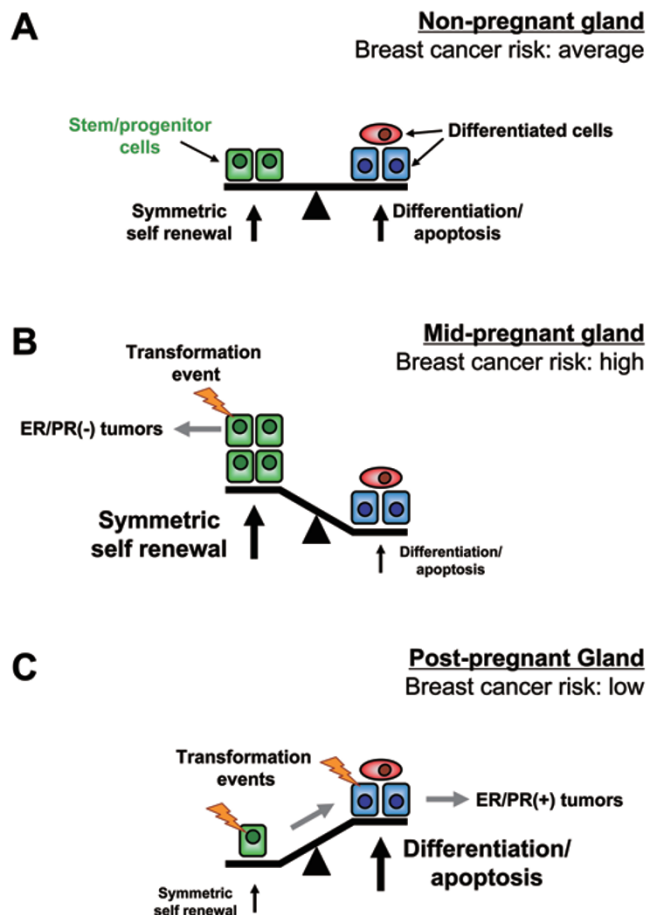 A
Non-pregnant gland
Breast cancer risk: average
Stem/progenitor
cells
Differentiated cells
Symmetric
self renewal
Differentiation/
apoptosis
B
Mid-pregnant gland
Breast cancer risk: high
Transformation
event
ER/PR(-) tumors
Symmetric
self renewal
Differentiation/
apoptosis
C
Post-pregnant Gland
Breast cancer risk: low
Transformation
events
ER/PR(+) tumors
Differentiation/
apoptosis
Symmetric
self renewal